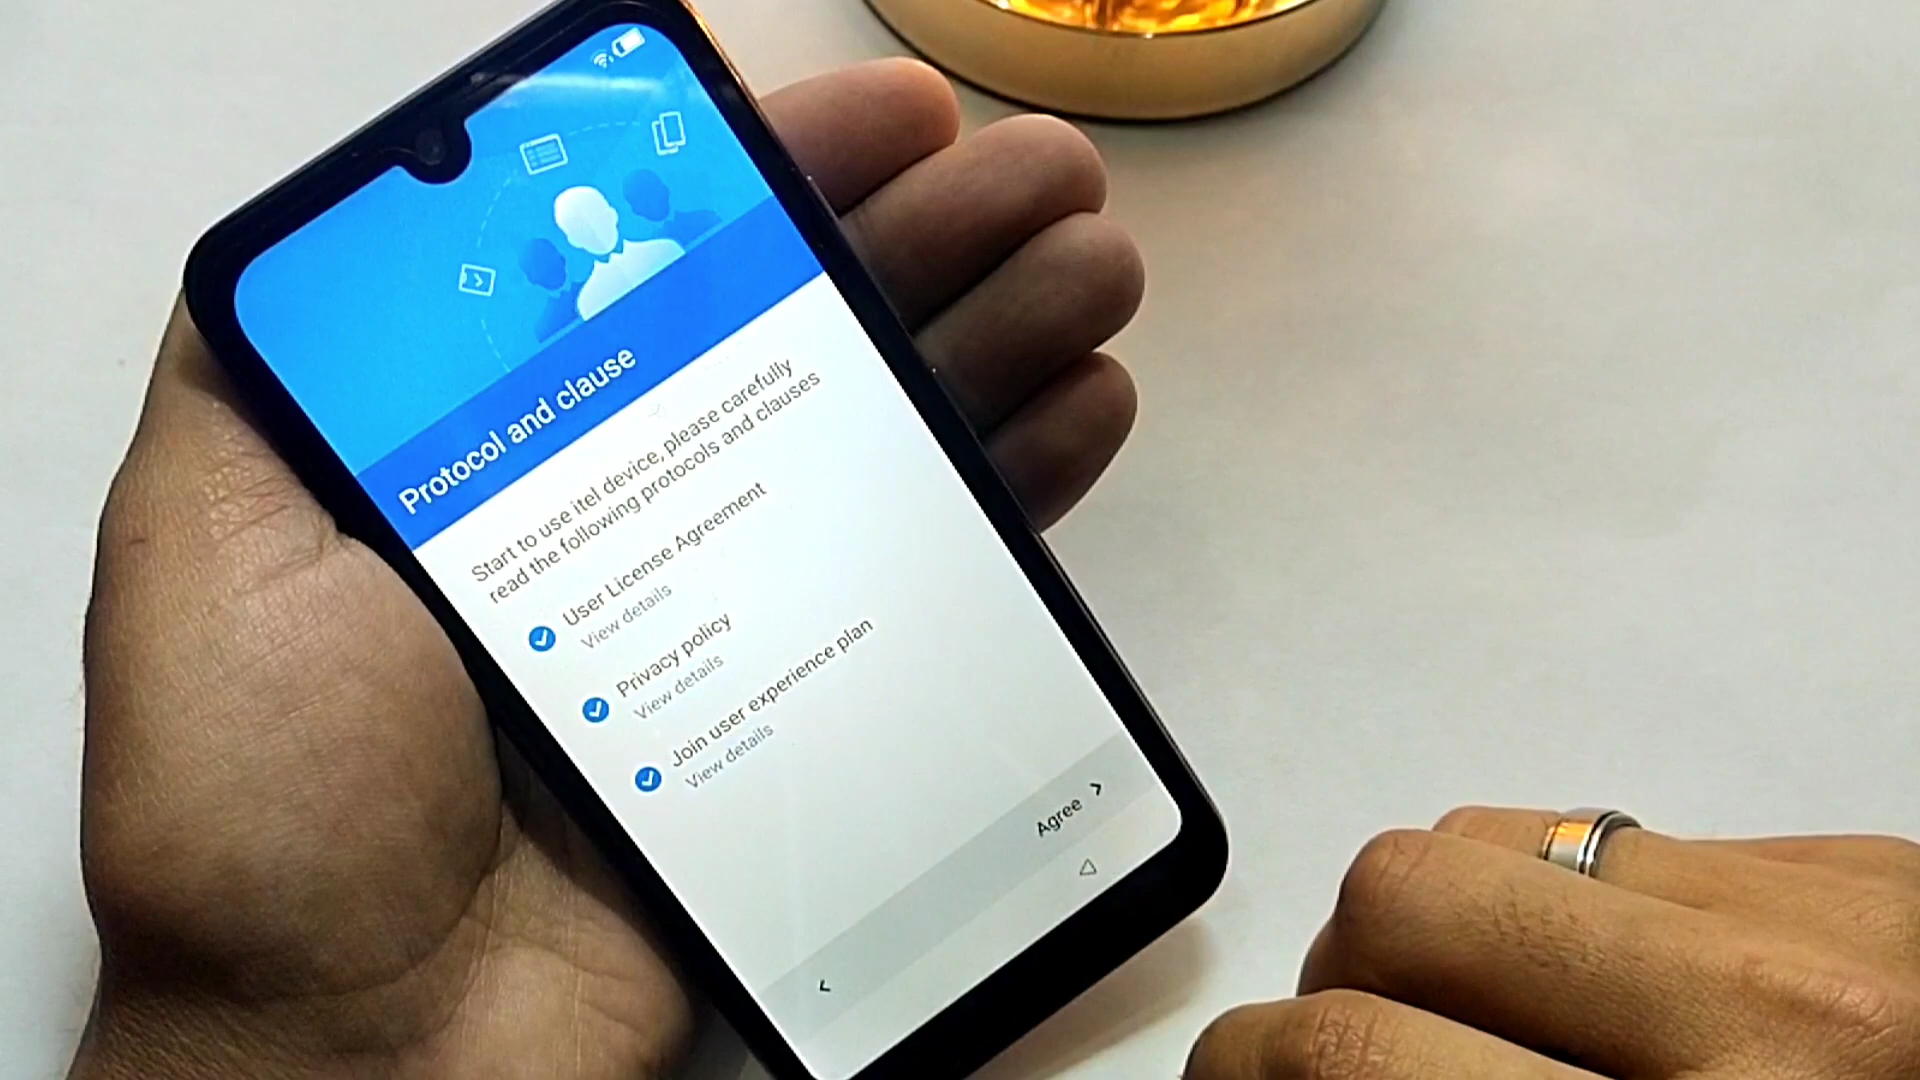 Protocol and clause
Start to use itel device, please carefully
read the following protocols and clauses
User License Agreement
View details
Privacy policy
View details
Join user experience plan
View details
Agree